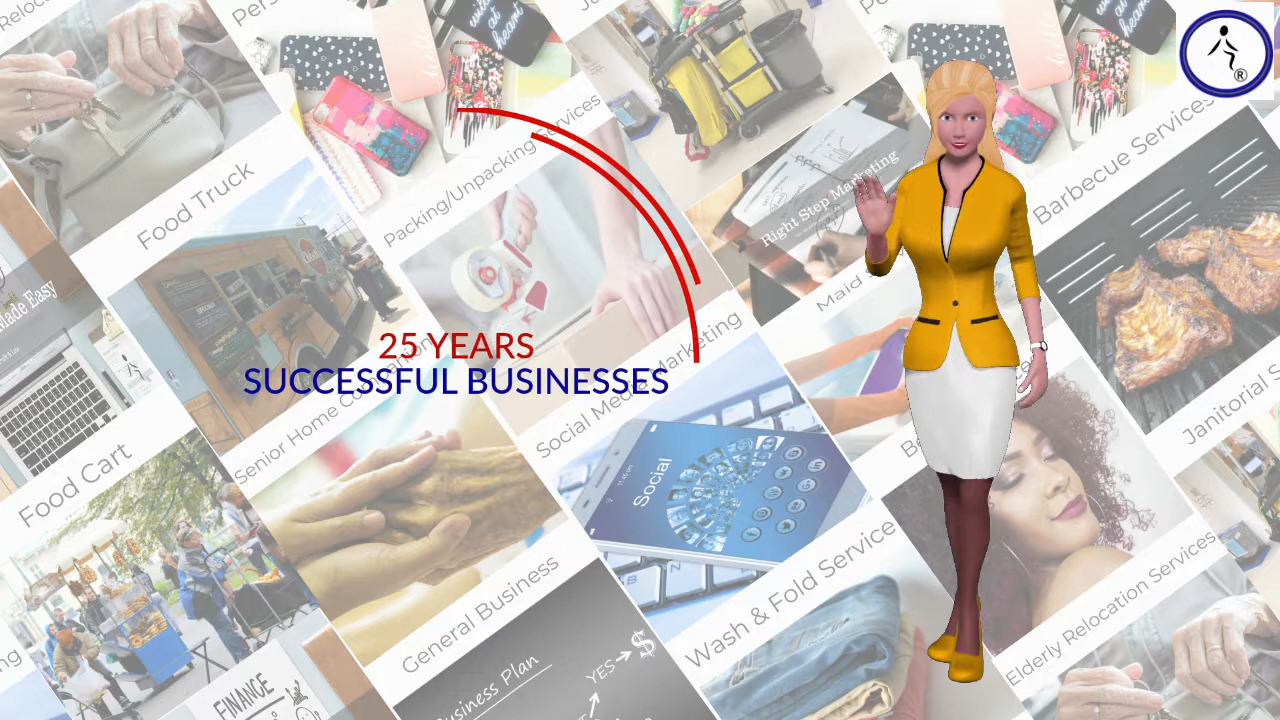 Food Truck
Packing/Unpacking Services
Right Step Marketing
Barbecue Services
®
Made Easy
Maid
25 YEARS
SUCCESSFUL BUSINESSES
Social Media Marketing
Senior Home Companion
Food Cart
Social
Janitorial S
Wash & Fold Service
General Business
Elderly Relocation Services
Business Plan
YES
$
FINANCE